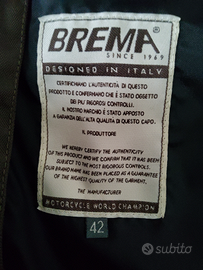 BREMA®
SINCE 1969
DESIGNED IN ITALY
CERTIFICHIAMO L'AUTENTICITÀ DI QUESTO
PRODOTTO E CONFERMIAMO CHE È STATO OGGETTO
DEI PIÙ RIGOROSI CONTROLLI.
IL NOSTRO MARCHIO È STATO APPOSTO
A GARANZIA DELL'ALTA QUALITÀ DI QUESTO CAPO.
IL PRODUTTORE
WE HEREBY CERTIFY THE AUTHENTICITY
OF THIS PRODUCT AND WE CONFIRM THAT IT HAS BEEN
SUBJECT TO THE MOST RIGOROUS CONTROLS.
OUR BRAND NAME HAS BEEN PLACED AS A GUARANTEE
OF THE HIGHEST QUALITY OF THE GARMENT.
THE MANUFACTURER
MOTORCYCLE WORLD CHAMPION
42
subito